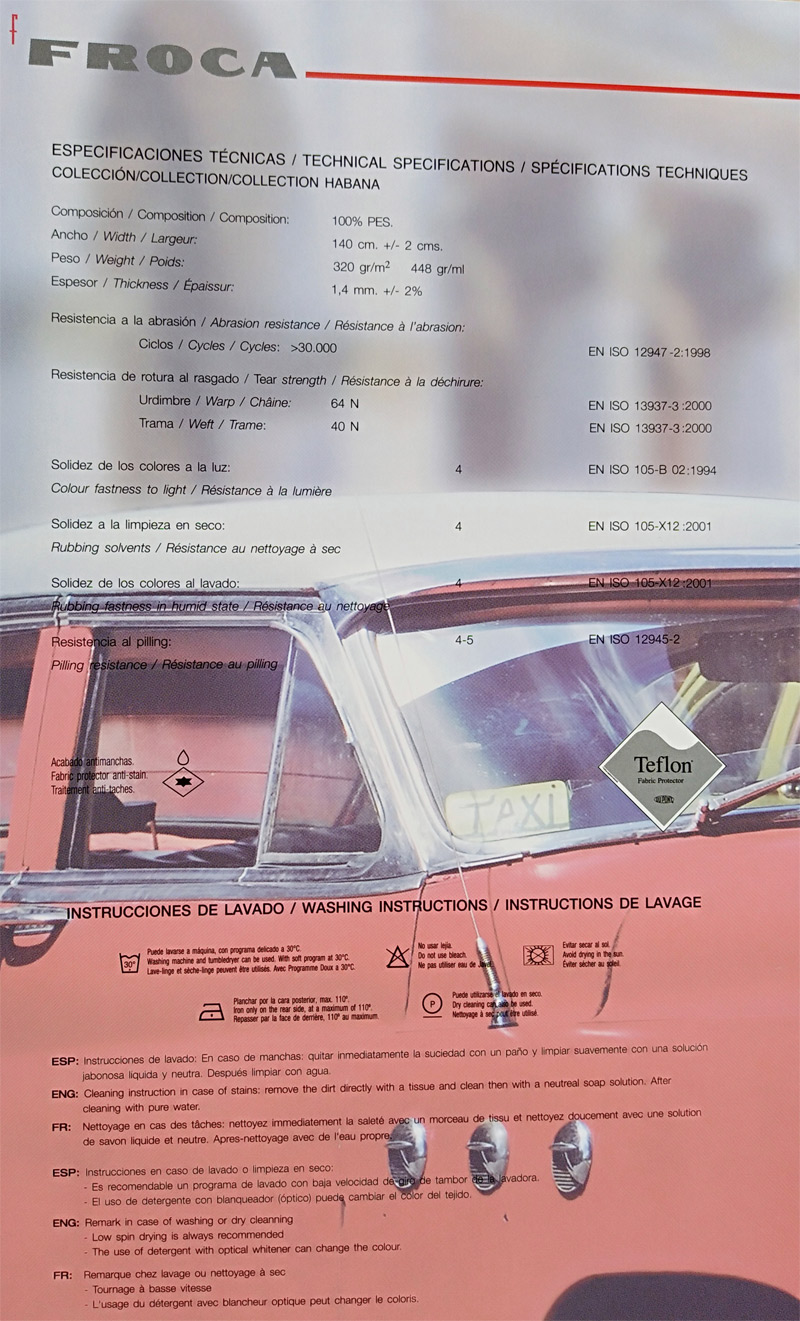 f
FROCA
ESPECIFICACIONES TÉCNICAS / TECHNICAL SPECIFICATIONS / SPÉCIFICATIONS TECHNIQUES
COLECCIÓN/COLLECTION/COLLECTION HABANA
Composición / Composition / Composition: 100% PES.
Ancho / Width / Largeur: 140 cm. +/- 2 cms.
Peso / Weight / Poids: 320 gr/m² 448 gr/ml
Espesor / Thickness / Épaissur: 1,4 mm. +/- 2%
Resistencia a la abrasión / Abrasion resistance / Résistance à l'abrasion:
Ciclos / Cycles / Cycles: >30.000 EN ISO 12947-2:1998
Resistencia de rotura al rasgado / Tear strength / Résistance à la déchirure:
Urdimbre / Warp / Chaîne: 64 N EN ISO 13937-3:2000
Trama / Weft / Trame: 40 N EN ISO 13937-3:2000
Solidez de los colores a la luz: 4 EN ISO 105-B 02:1994
Colour fastness to light / Résistance à la lumière
Solidez a la limpieza en seco: 4 EN ISO 105-X12:2001
Rubbing solvents / Résistance au nettoyage à sec
Solidez de los colores al lavado: 4 EN ISO 105-X12:2001
Rubbing fastness in humid state / Résistance au nettoyage
Resistencia al pilling: 4-5 EN ISO 12945-2
Pilling resistance / Résistance au pilling
Acabado antimanchas.
Fabric protector anti-stain.
Traitement anti-taches.
Teflon
Fabric Protector
DU PONT
TAXI
INSTRUCCIONES DE LAVADO / WASHING INSTRUCTIONS / INSTRUCTIONS DE LAVAGE
30°
Puede lavarse a máquina, con programa delicado a 30°C.
Washing machine and tumbledryer can be used. With soft program at 30°C.
Lave-linge et sèche-linge peuvent être utilisés. Avec Programme Doux a 30°C.
No usar lejía.
Do not use bleach.
Ne pas utiliser eau de Javel.
Evitar secar al sol.
Avoid drying in the sun.
Éviter sécher au soleil.
Planchar por la cara posterior, max. 110°.
Iron only on the rear side, at a maximum of 110°.
Repasser par la face de derrière, 110° au maximum.
P
Puede utilizarse el lavado en seco.
Dry cleaning can also be used.
Nettoyage à sec peut être utilisé.
ESP: Instrucciones de lavado: En caso de manchas: quitar inmediatamente la suciedad con un paño y limpiar suavemente con una solución
jabonosa liquida y neutra. Después limpiar con agua.
ENG: Cleaning instruction in case of stains: remove the dirt directly with a tissue and clean then with a neutreal soap solution. After
cleaning with pure water.
FR: Nettoyage en cas des tâches: nettoyez immediatement la saleté avec un morceau de tissu et nettoyez doucement avec une solution
de savon liquide et neutre. Apres-nettoyage avec de l'eau propre.
ESP: Instrucciones en caso de lavado o limpieza en seco:
- Es recomendable un programa de lavado con baja velocidad de giro de tambor de la lavadora.
- El uso de detergente con blanqueador (óptico) puede cambiar el color del tejido.
ENG: Remark in case of washing or dry cleanning
- Low spin drying is always recommended
- The use of detergent with optical whitener can change the colour.
FR: Remarque chez lavage ou nettoyage à sec
- Tournage à basse vitesse
- L'usage du détergent avec blancheur optique peut changer le coloris.